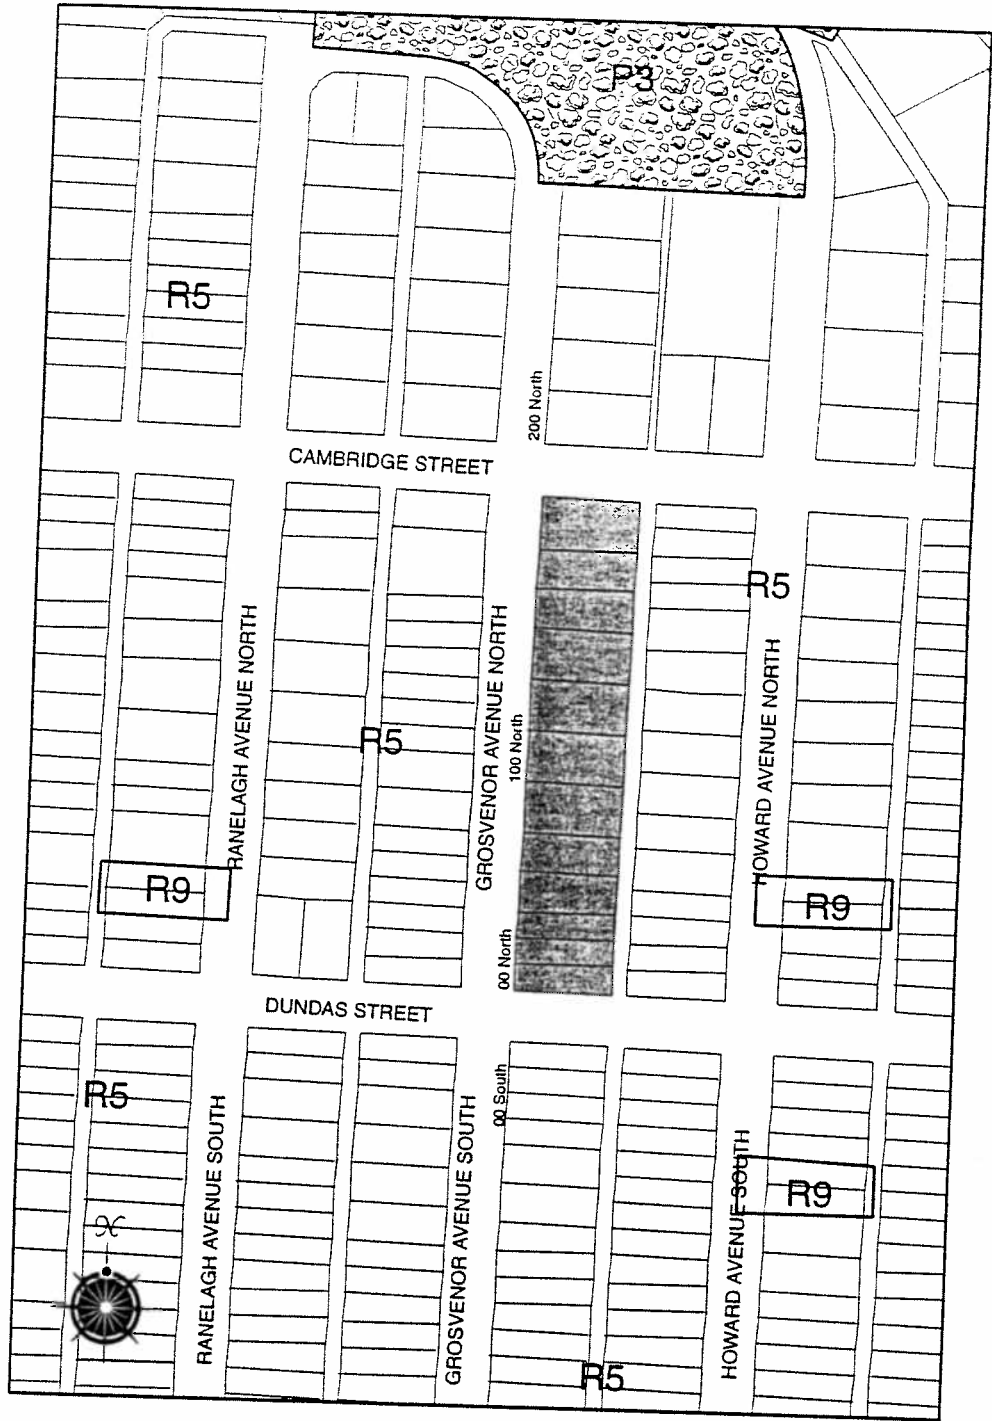 P3
R5
200 North
CAMBRIDGE STREET
R5
RANELAGH AVENUE NORTH
GROSVENOR AVENUE NORTH
HOWARD AVENUE NORTH
100 North
R5
R9
R9
00 North
DUNDAS STREET
00 South
R5
RANELAGH AVENUE SOUTH
GROSVENOR AVENUE SOUTH
HOWARD AVENUE SOUTH
R9
N
R5